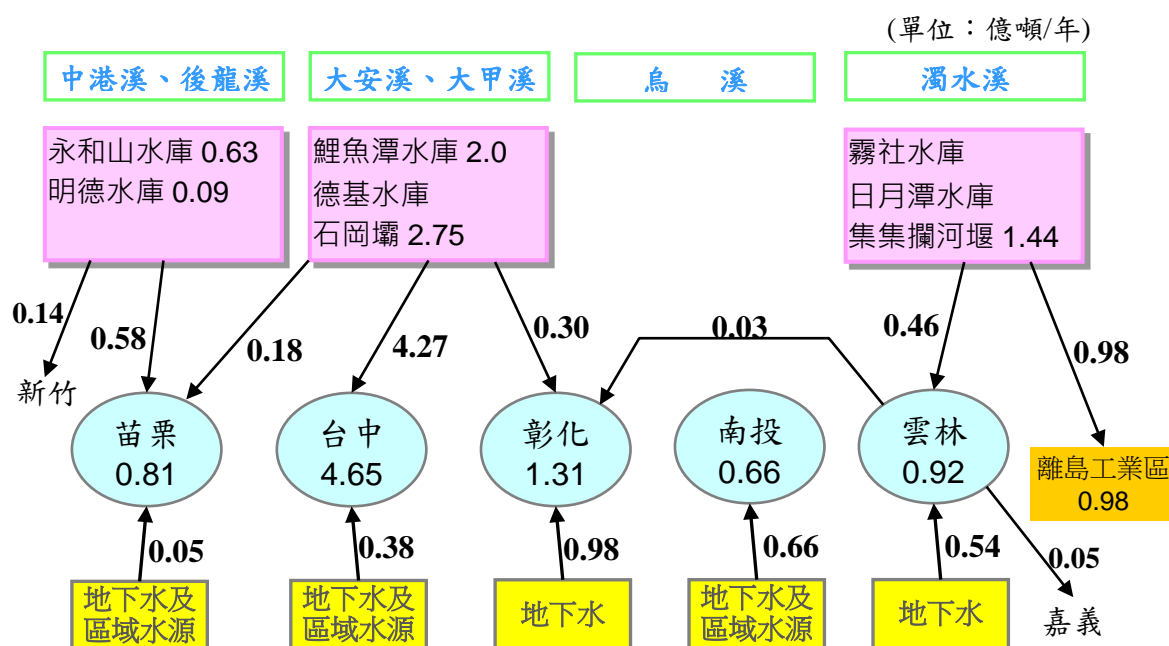 (單位：億噸/年)
中港溪、後龍溪
大安溪、大甲溪
烏 溪
濁水溪
永和山水庫 0.63
明德水庫 0.09
鯉魚潭水庫 2.0
德基水庫
石岡壩 2.75
霧社水庫
日月潭水庫
集集攔河堰 1.44
0.14
0.58
0.18
4.27
0.30
0.03
0.46
0.98
新竹
苗栗
0.81
台中
4.65
彰化
1.31
南投
0.66
雲林
0.92
離島工業區
0.98
0.05
0.38
0.98
0.66
0.54
0.05
地下水及
區域水源
地下水及
區域水源
地下水
地下水及
區域水源
地下水
嘉義